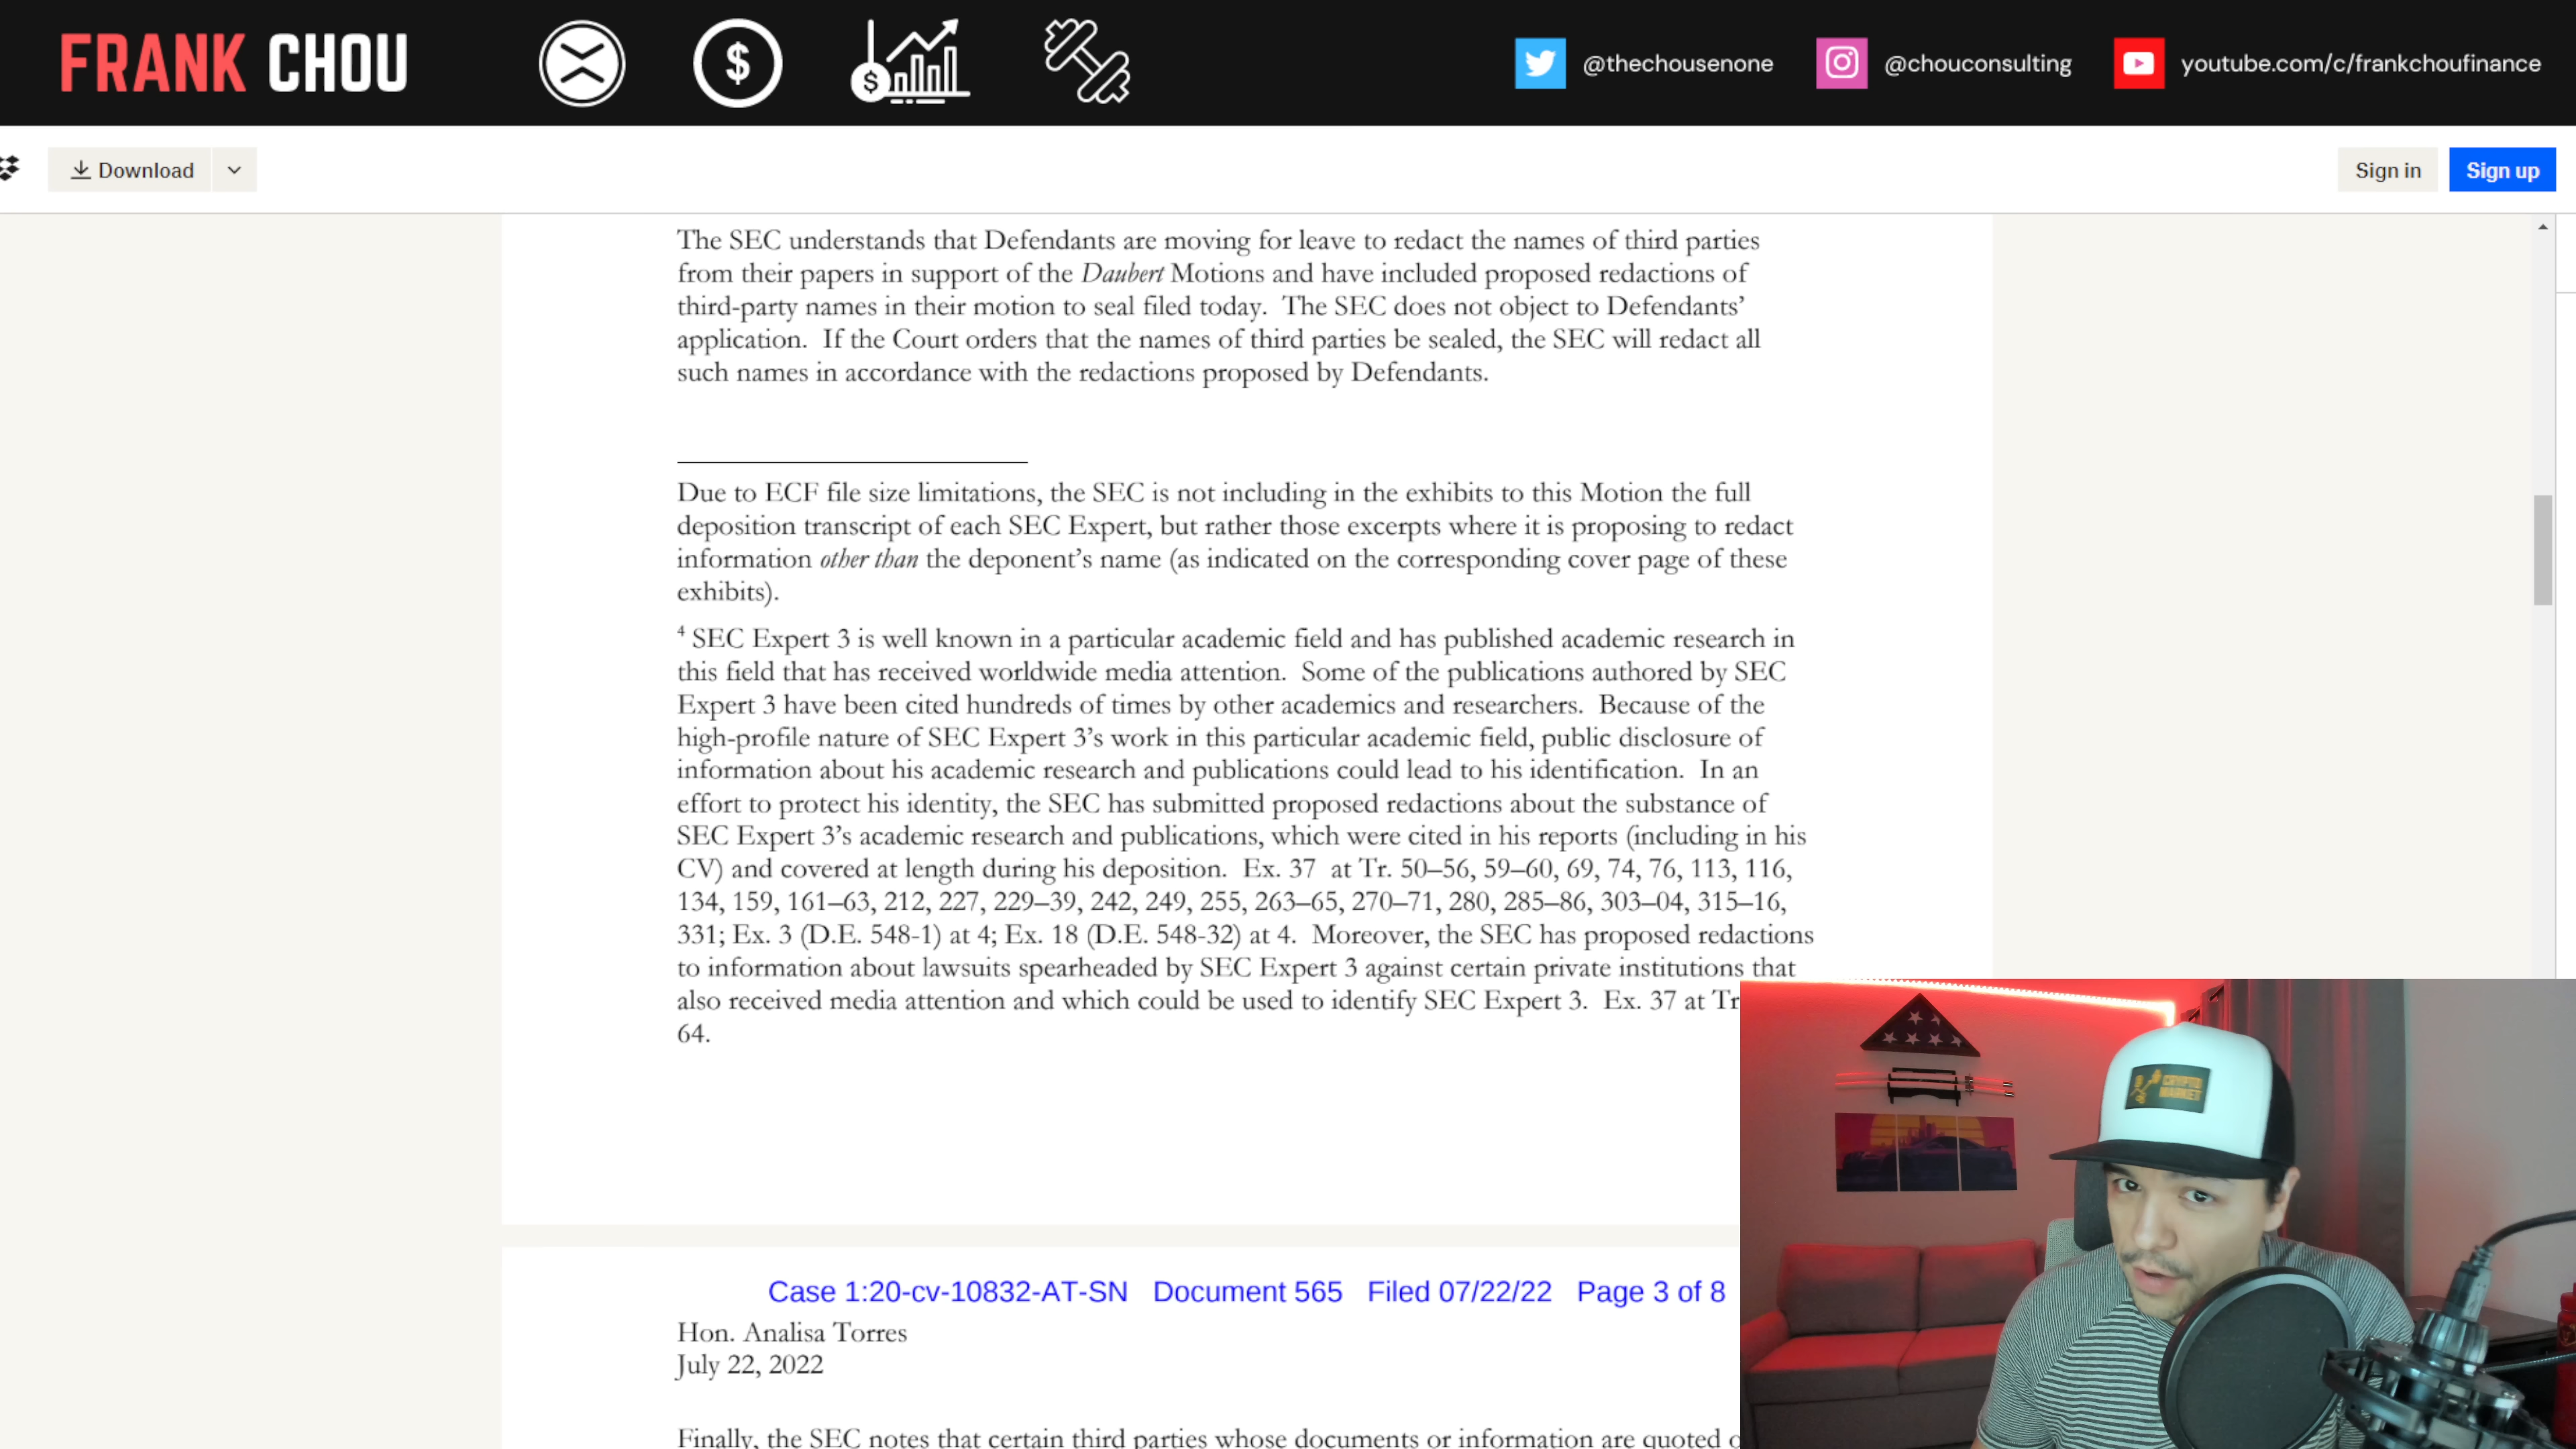 FRANK CHOU
@thechousenone
@chouconsulting
youtube.com/c/frankchoufinance
Download
Sign in
Sign up
The SEC understands that Defendants are moving for leave to redact the names of third parties
from their papers in support of the Daubert Motions and have included proposed redactions of
third-party names in their motion to seal filed today. The SEC does not object to Defendants’
application. If the Court orders that the names of third parties be sealed, the SEC will redact all
such names in accordance with the redactions proposed by Defendants.
Due to ECF file size limitations, the SEC is not including in the exhibits to this Motion the full
deposition transcript of each SEC Expert, but rather those excerpts where it is proposing to redact
information other than the deponent’s name (as indicated on the corresponding cover page of these
exhibits).
4 SEC Expert 3 is well known in a particular academic field and has published academic research in
this field that has received worldwide media attention. Some of the publications authored by SEC
Expert 3 have been cited hundreds of times by other academics and researchers. Because of the
high-profile nature of SEC Expert 3’s work in this particular academic field, public disclosure of
information about his academic research and publications could lead to his identification. In an
effort to protect his identity, the SEC has submitted proposed redactions about the substance of
SEC Expert 3’s academic research and publications, which were cited in his reports (including in his
CV) and covered at length during his deposition. Ex. 37 at Tr. 50–56, 59–60, 69, 74, 76, 113, 116,
134, 159, 161–63, 212, 227, 229–39, 242, 249, 255, 263–65, 270–71, 280, 285–86, 303–04, 315–16,
331; Ex. 3 (D.E. 548-1) at 4; Ex. 18 (D.E. 548-32) at 4. Moreover, the SEC has proposed redactions
to information about lawsuits spearheaded by SEC Expert 3 against certain private institutions that
also received media attention and which could be used to identify SEC Expert 3. Ex. 37 at Tr
64.
CRYPTO
MARKET
Case 1:20-cv-10832-AT-SN Document 565 Filed 07/22/22 Page 3 of 8
Hon. Analisa Torres
July 22, 2022
Finally, the SEC notes that certain third parties whose documents or information are quoted